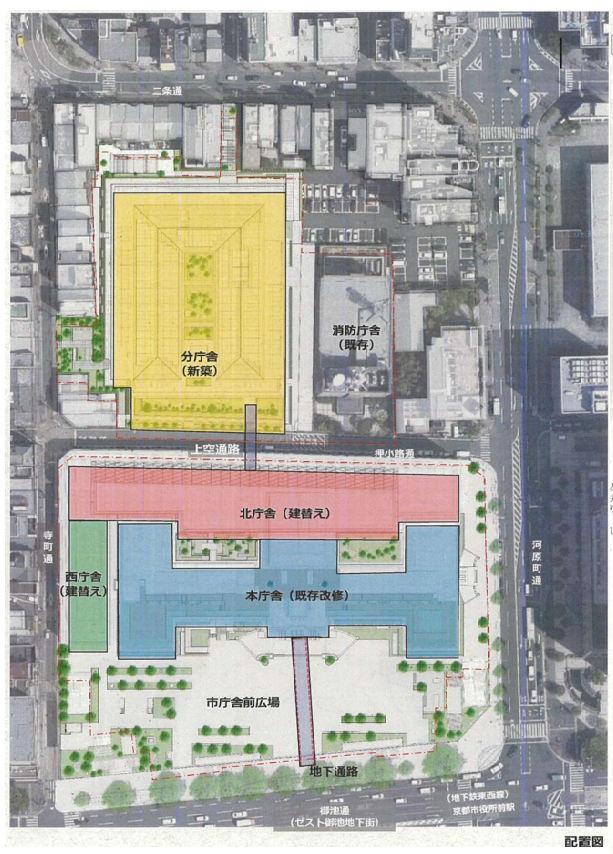 二条通
消防庁舎
（既存）
分庁舎
（新築）
上空通路
押小路通
北庁舎（建替え）
寺町通
河原町通
西庁舎
（建替え）
本庁舎（既存改修）
市庁舎前広場
地下通路
（地下鉄東西線）
京都市役所前駅
御池通
（ゼスト御池地下街）
配置図